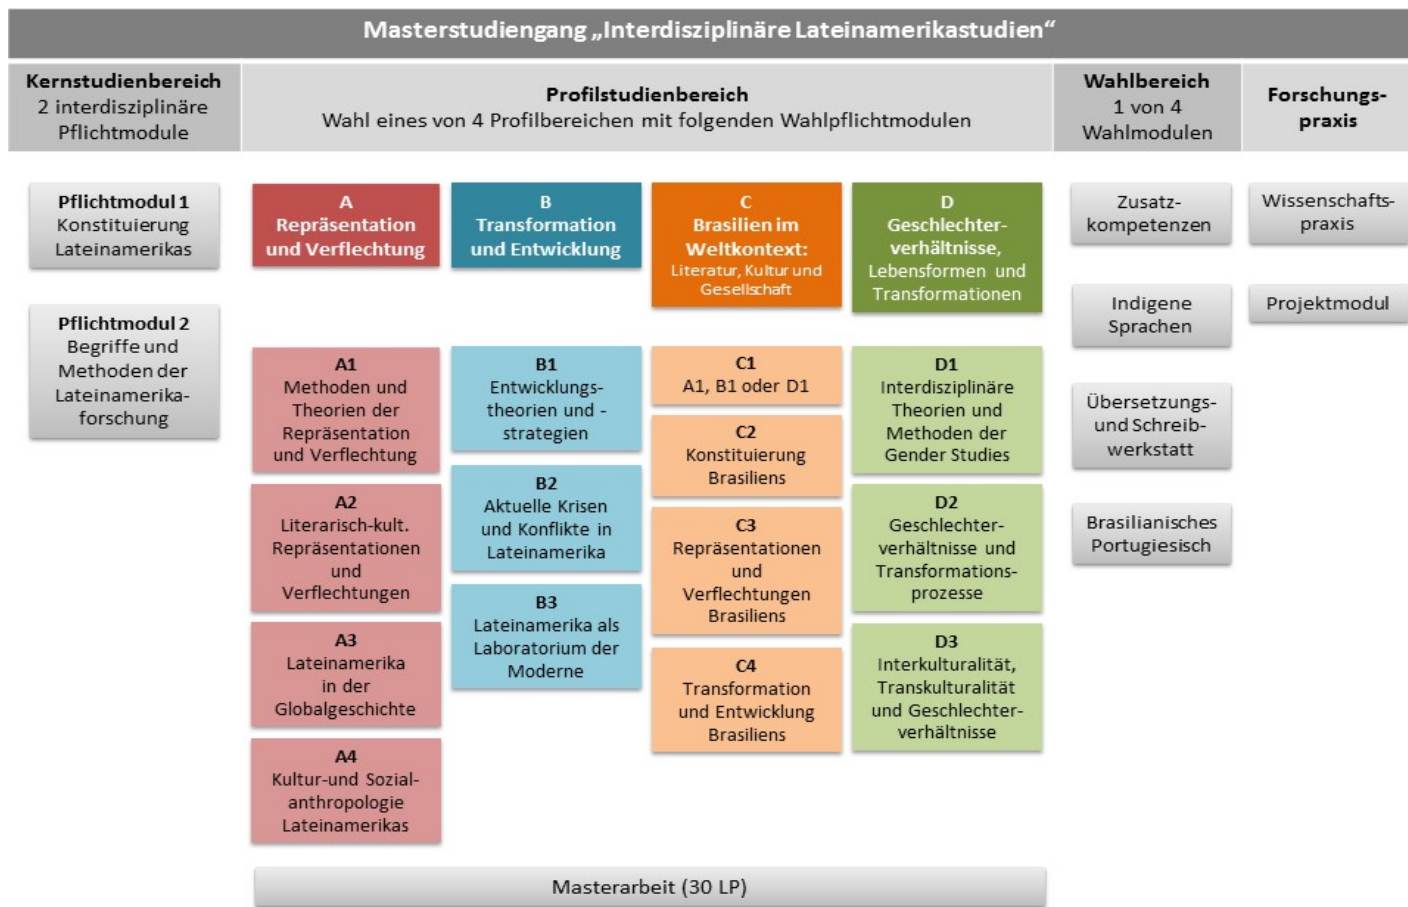 Masterstudiengang „Interdisziplinäre Lateinamerikastudien“
Kernstudienbereich
2 interdisziplinäre
Pflichtmodule
Profilstudienbereich
Wahl eines von 4 Profilbereichen mit folgenden Wahlpflichtmodulen
Wahlbereich
1 von 4
Wahlmodulen
Forschungs-
praxis
Pflichtmodul 1
Konstituierung
Lateinamerikas
Pflichtmodul 2
Begriffe und
Methoden der
Lateinamerika-
forschung
A
Repräsentation
und Verflechtung
A1
Methoden und
Theorien der
Repräsentation
und Verflechtung
A2
Literarisch-kult.
Repräsentationen
und
Verflechtungen
A3
Lateinamerika
in der
Globalgeschichte
A4
Kultur-und Sozial-
anthropologie
Lateinamerikas
B
Transformation
und Entwicklung
B1
Entwicklungs-
theorien und -
strategien
B2
Aktuelle Krisen
und Konflikte in
Lateinamerika
B3
Lateinamerika als
Laboratorium der
Moderne
C
Brasilien im
Weltkontext:
Literatur, Kultur und
Gesellschaft
C1
A1, B1 oder D1
C2
Konstituierung
Brasiliens
C3
Repräsentationen
und
Verflechtungen
Brasiliens
C4
Transformation
und Entwicklung
Brasiliens
D
Geschlechter-
verhältnisse,
Lebensformen und
Transformationen
D1
Interdisziplinäre
Theorien und
Methoden der
Gender Studies
D2
Geschlechter-
verhältnisse und
Transformations-
prozesse
D3
Interkulturalität,
Transkulturalität
und Geschlechter-
verhältnisse
Zusatz-
kompetenzen
Indigene
Sprachen
Übersetzungs-
und Schreib-
werkstatt
Brasilianisches
Portugiesisch
Wissenschafts-
praxis
Projektmodul
Masterarbeit (30 LP)